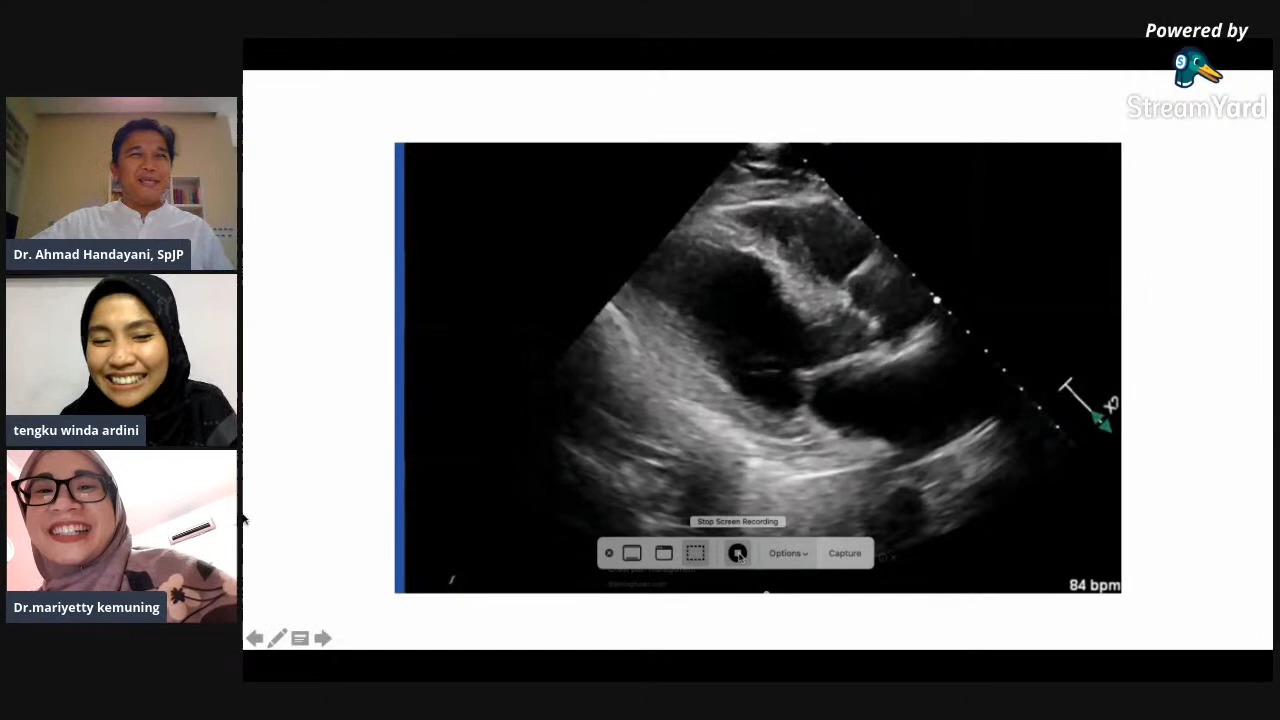 Powered by
StreamYard
Dr. Ahmad Handayani, SpJP
tengku winda ardini
Dr.mariyetty kemuning
Stop Screen Recording
Options
Capture
84 bpm